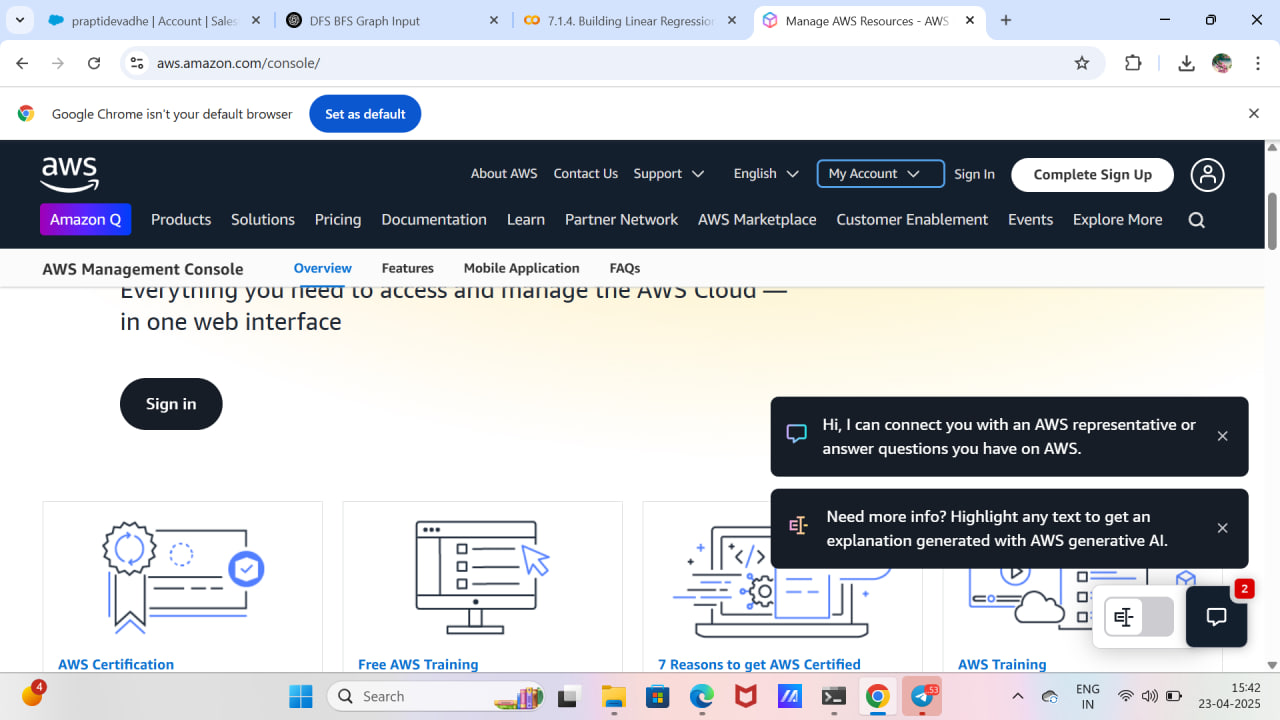 praptidevadhe | Account | Sales
DFS BFS Graph Input
7.1.4. Building Linear Regression
Manage AWS Resources - AWS
aws.amazon.com/console/
Google Chrome isn't your default browser
Set as default
aws
About AWS
Contact Us
Support
English
My Account
Sign In
Complete Sign Up
Amazon Q
Products
Solutions
Pricing
Documentation
Learn
Partner Network
AWS Marketplace
Customer Enablement
Events
Explore More
AWS Management Console
Overview
Features
Mobile Application
FAQs
Everything you need to access and manage the AWS Cloud —
in one web interface
Sign in
Hi, I can connect you with an AWS representative or
answer questions you have on AWS.
Need more info? Highlight any text to get an
explanation generated with AWS generative AI.
2
AWS Certification
Free AWS Training
7 Reasons to get AWS Certified
AWS Training
4
Search
53
ENG
IN
15:42
23-04-2025